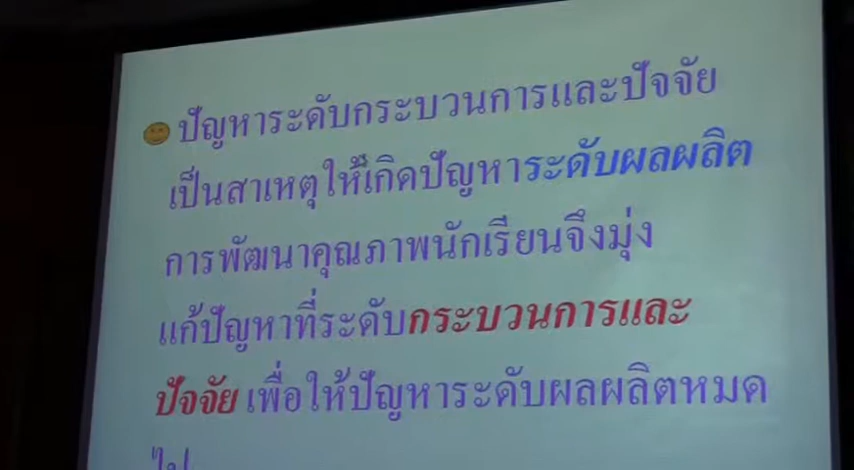 ปัญหาระดับกระบวนการและปัจจัย
เป็นสาเหตุให้เกิดปัญหาระดับผลผลิต
การพัฒนาคุณภาพนักเรียนจึงมุ่ง
แก้ปัญหาที่ระดับกระบวนการและ
ปัจจัย เพื่อให้ปัญหาระดับผลผลิตหมด
ไป